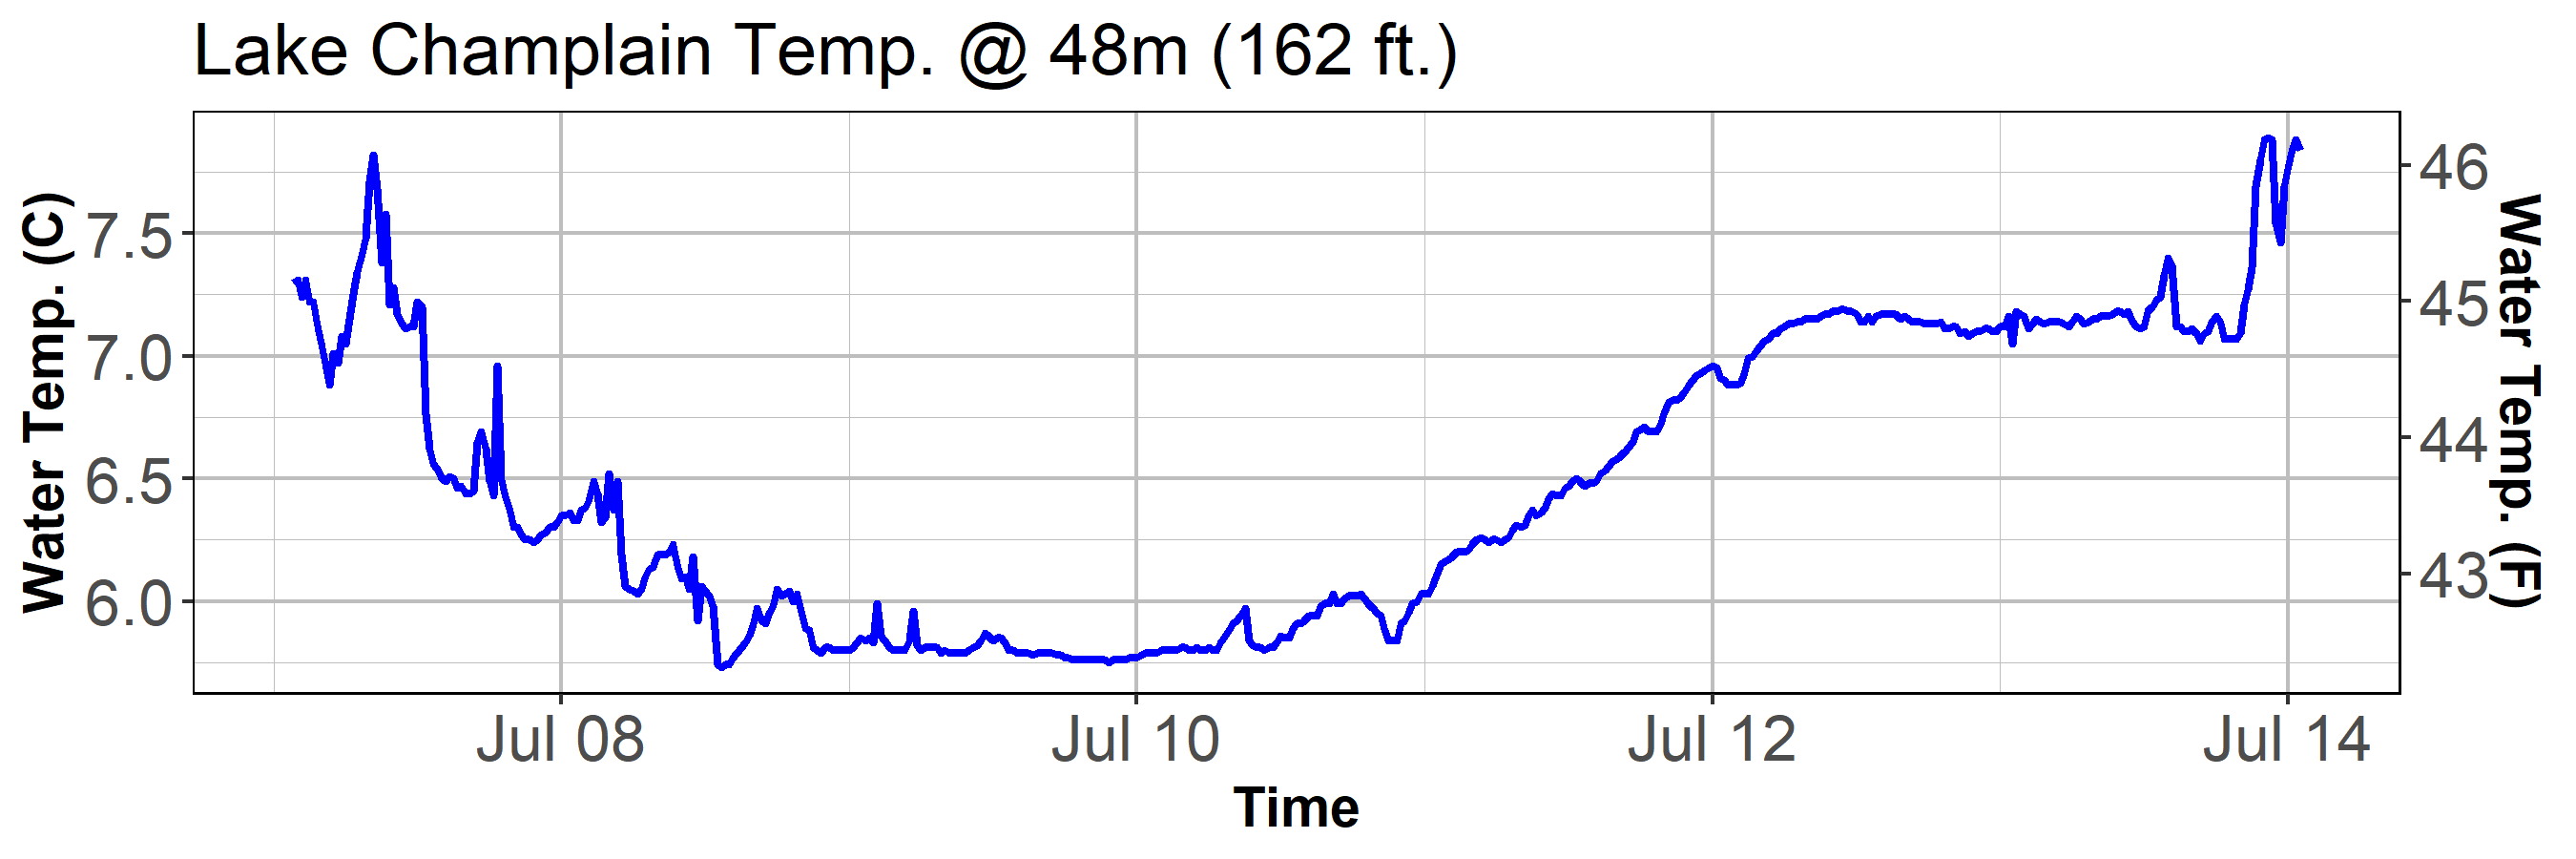 Lake Champlain Temp. @ 48m (162 ft.)
Water Temp. (C)
7.5
7.0
6.5
6.0
46
45
44
43
Water Temp. (F)
Jul 08
Jul 10
Jul 12
Jul 14
Time